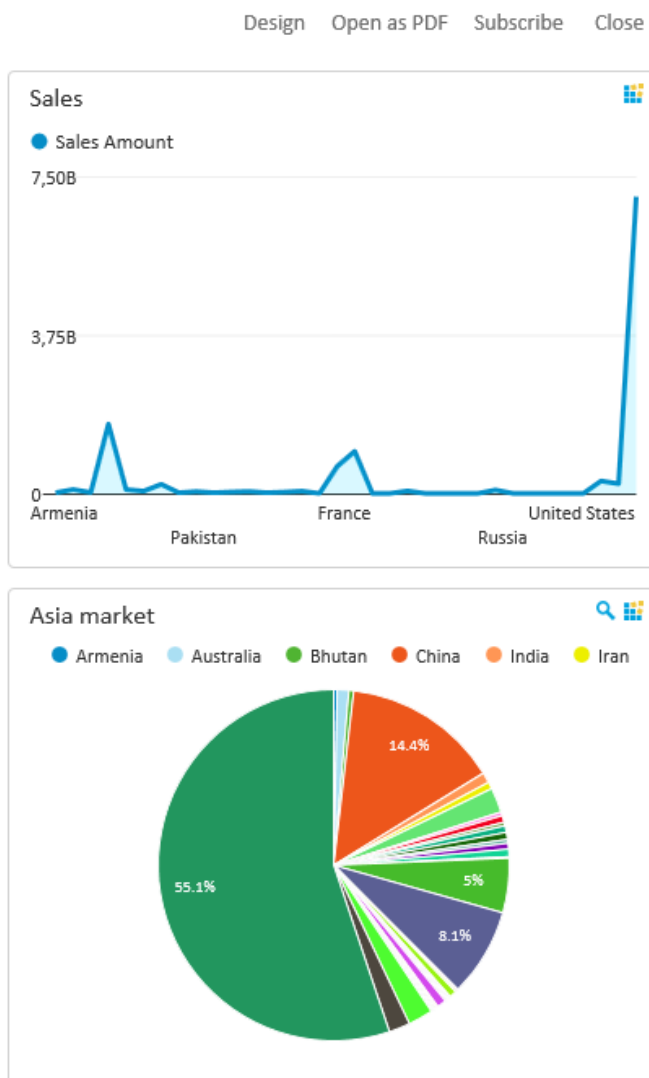 Design Open as PDF Subscribe Close
Sales
Sales Amount
7,50B
3,75B
0
Armenia France United States
Pakistan Russia
Asia market
Armenia Australia Bhutan China India Iran
14.4%
55.1%
5%
8.1%